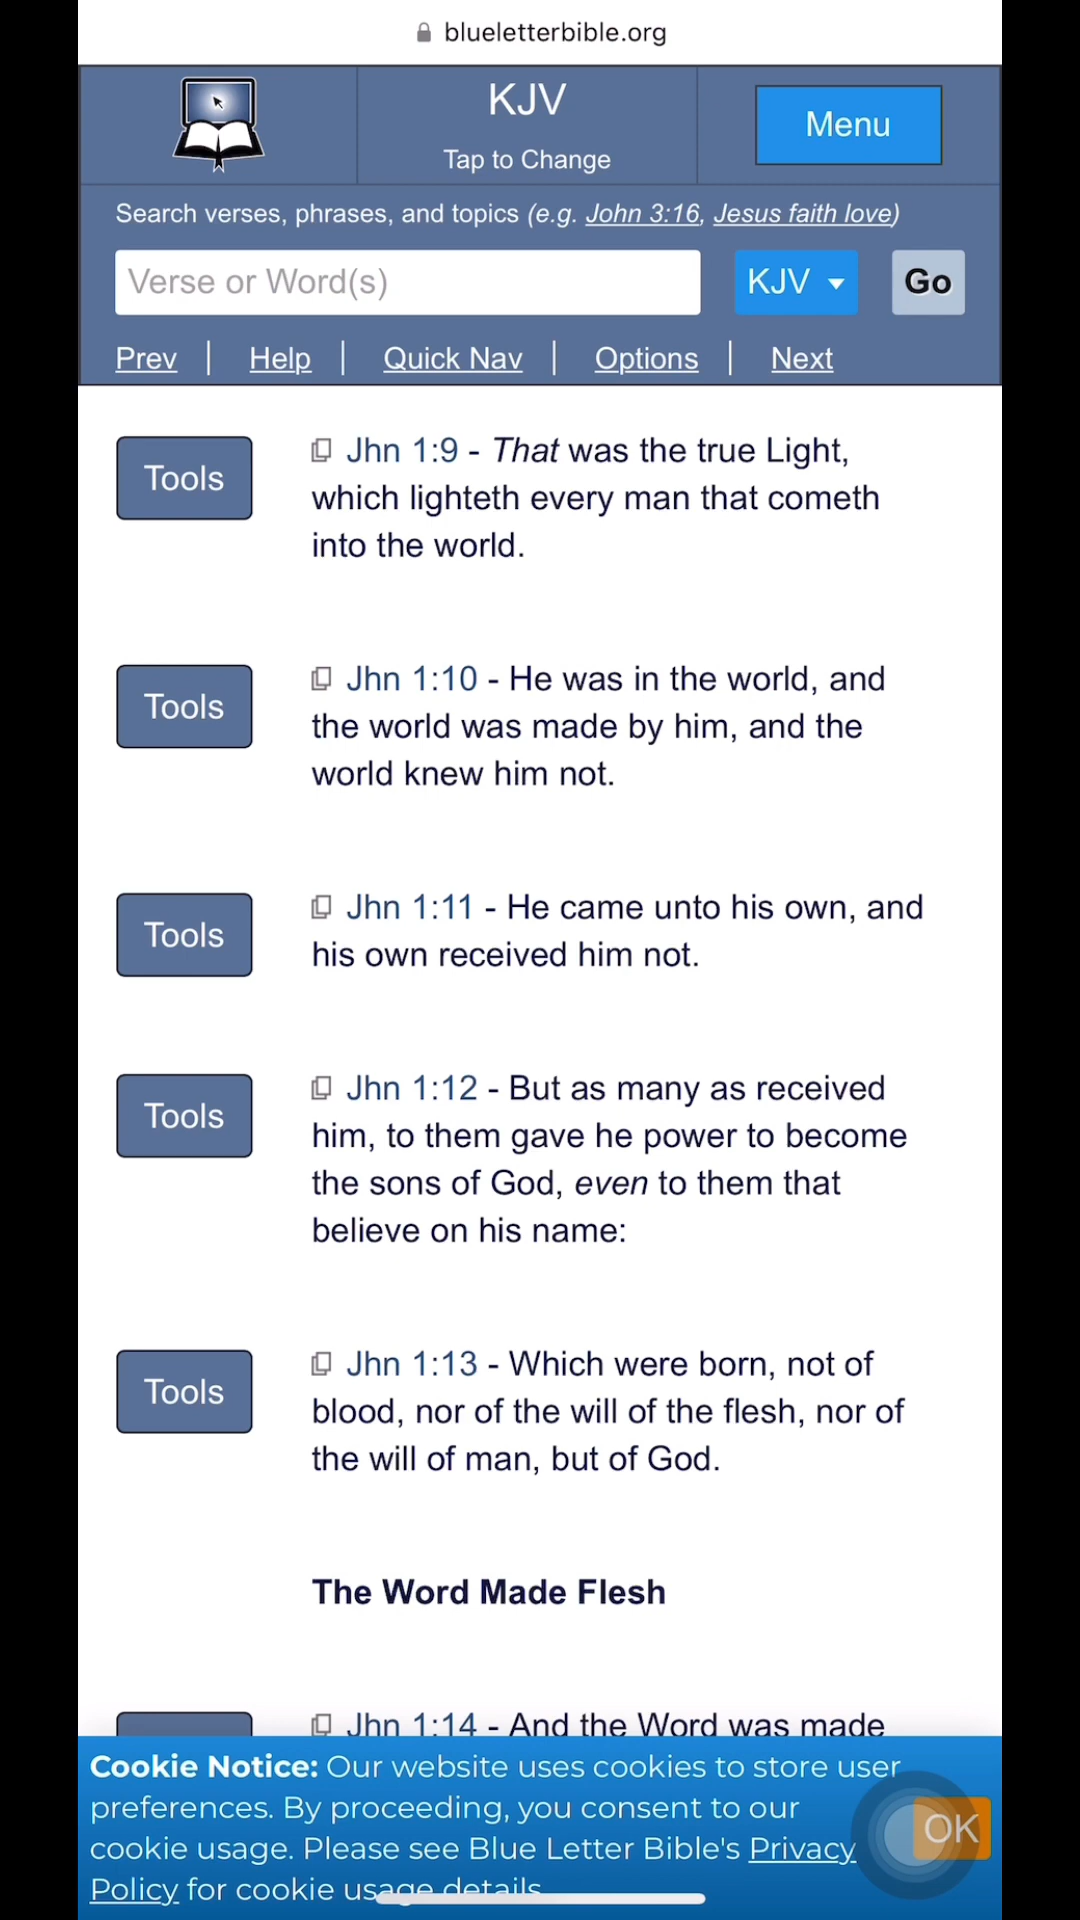 blueletterbible.org
KJV
Tap to Change
Menu
Search verses, phrases, and topics (e.g. John 3:16, Jesus faith love)
Verse or Word(s)
KJV
Go
Prev | Help | Quick Nav | Options | Next
Tools
Jhn 1:9 - That was the true Light,
which lighteth every man that cometh
into the world.
Tools
Jhn 1:10 - He was in the world, and
the world was made by him, and the
world knew him not.
Tools
Jhn 1:11 - He came unto his own, and
his own received him not.
Tools
Jhn 1:12 - But as many as received
him, to them gave he power to become
the sons of God, even to them that
believe on his name:
Tools
Jhn 1:13 - Which were born, not of
blood, nor of the will of the flesh, nor of
the will of man, but of God.
The Word Made Flesh
Jhn 1:14 - And the Word was made
Cookie Notice: Our website uses cookies to store user
preferences. By proceeding, you consent to our
cookie usage. Please see Blue Letter Bible's Privacy
Policy for cookie usage details
OK